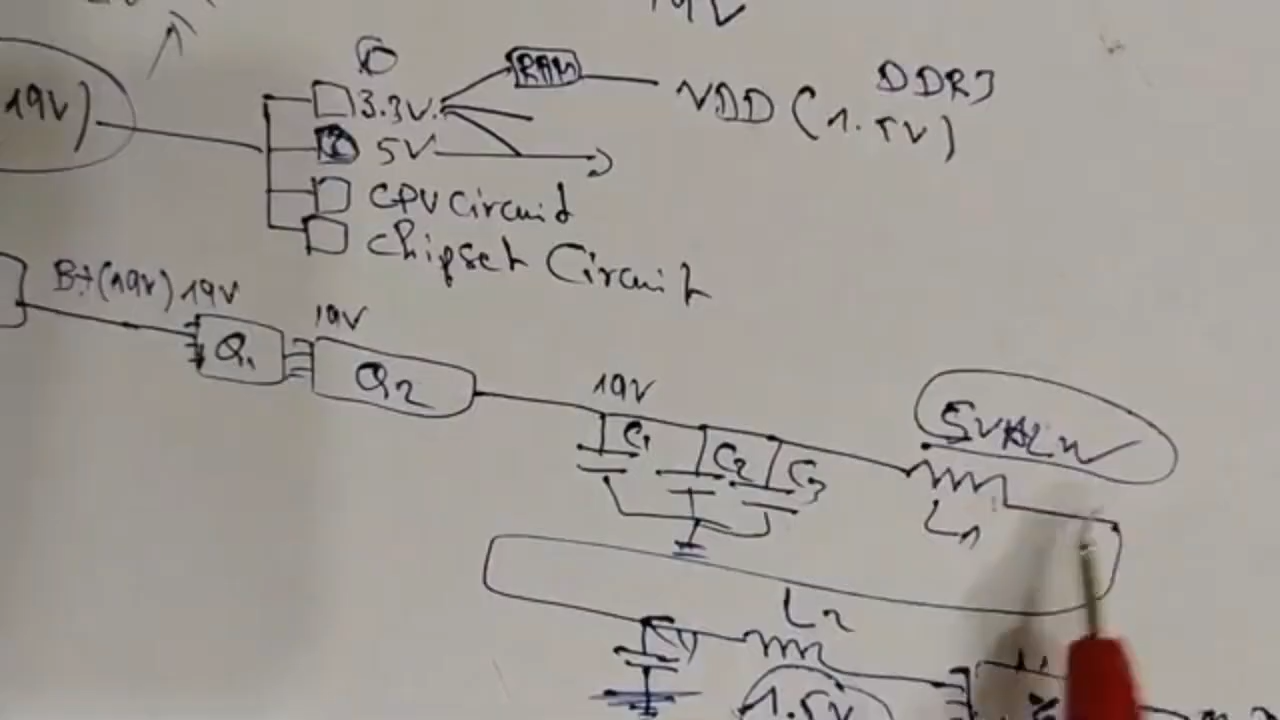 19V
DDR3
RAM
VDD (1.5V)
19V)
3.3V
5V
CPU Circuit
Chipset Circuit
B+(19V) 19V
19V
Q1
Q2
19V
C1
C2
C3
5VALW
L1
L2
1.5V